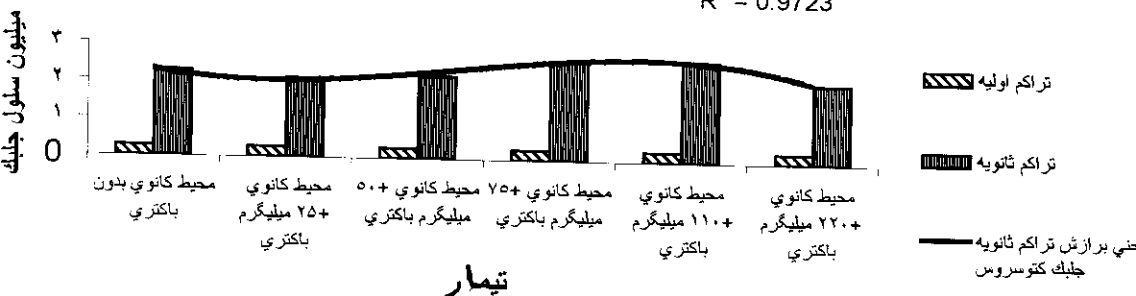 R = 0.9723
میلیون سلول جلبک
۳
۲
۱
0
محیط کانوي بدون
باکتري
محیط کانوي
+۲۵ میلیگرم
باکتري
محیط کانوي +۵۰
میلیگرم باکتري
محیط کانوي +۷۵
میلیگرم باکتري
محیط کانوي
+۱۱۰ میلیگرم
باکتري
محیط کانوي
+۲۲۰ میلیگرم
باکتري
تیمار
تراکم اولیه
تراکم ثانویه
حني برازش تراکم ثانویه
جلبك کتوسروس